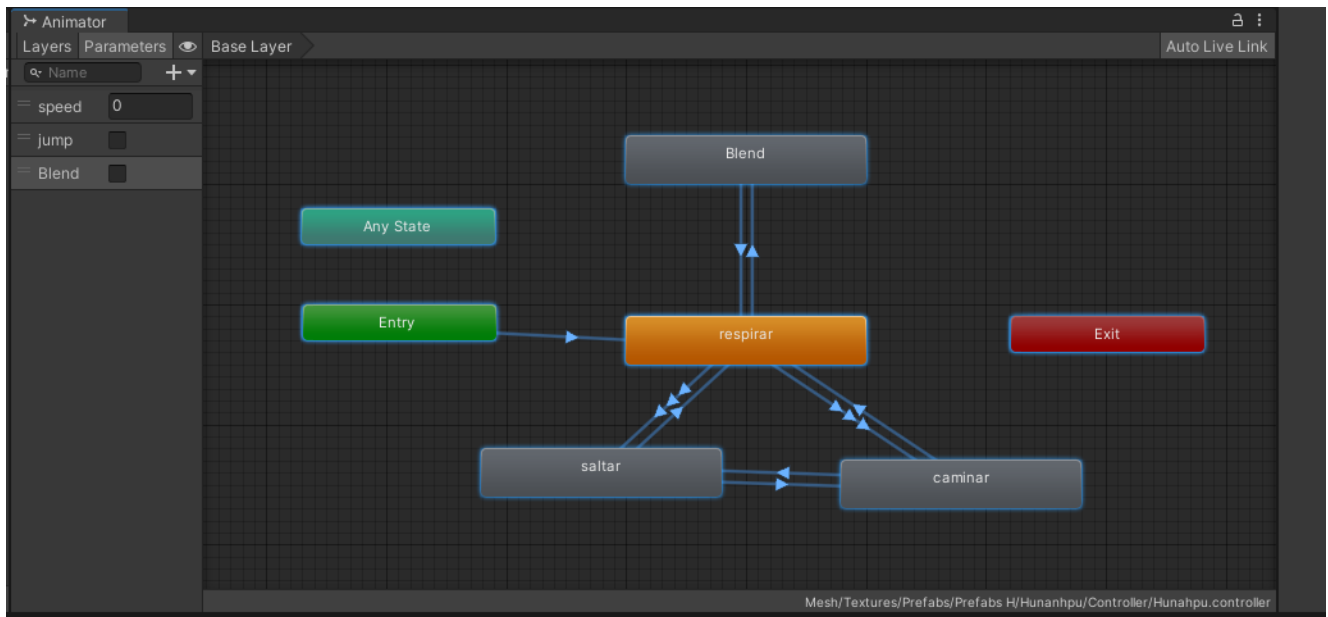 Animator
Layers Parameters Base Layer Auto Live Link
Name
speed 0
jump
Blend
Blend
Any State
Entry
respirar
Exit
saltar
caminar
Mesh/Textures/Prefabs/Prefabs H/Hunanhpu/Controller/Hunahpu.controller